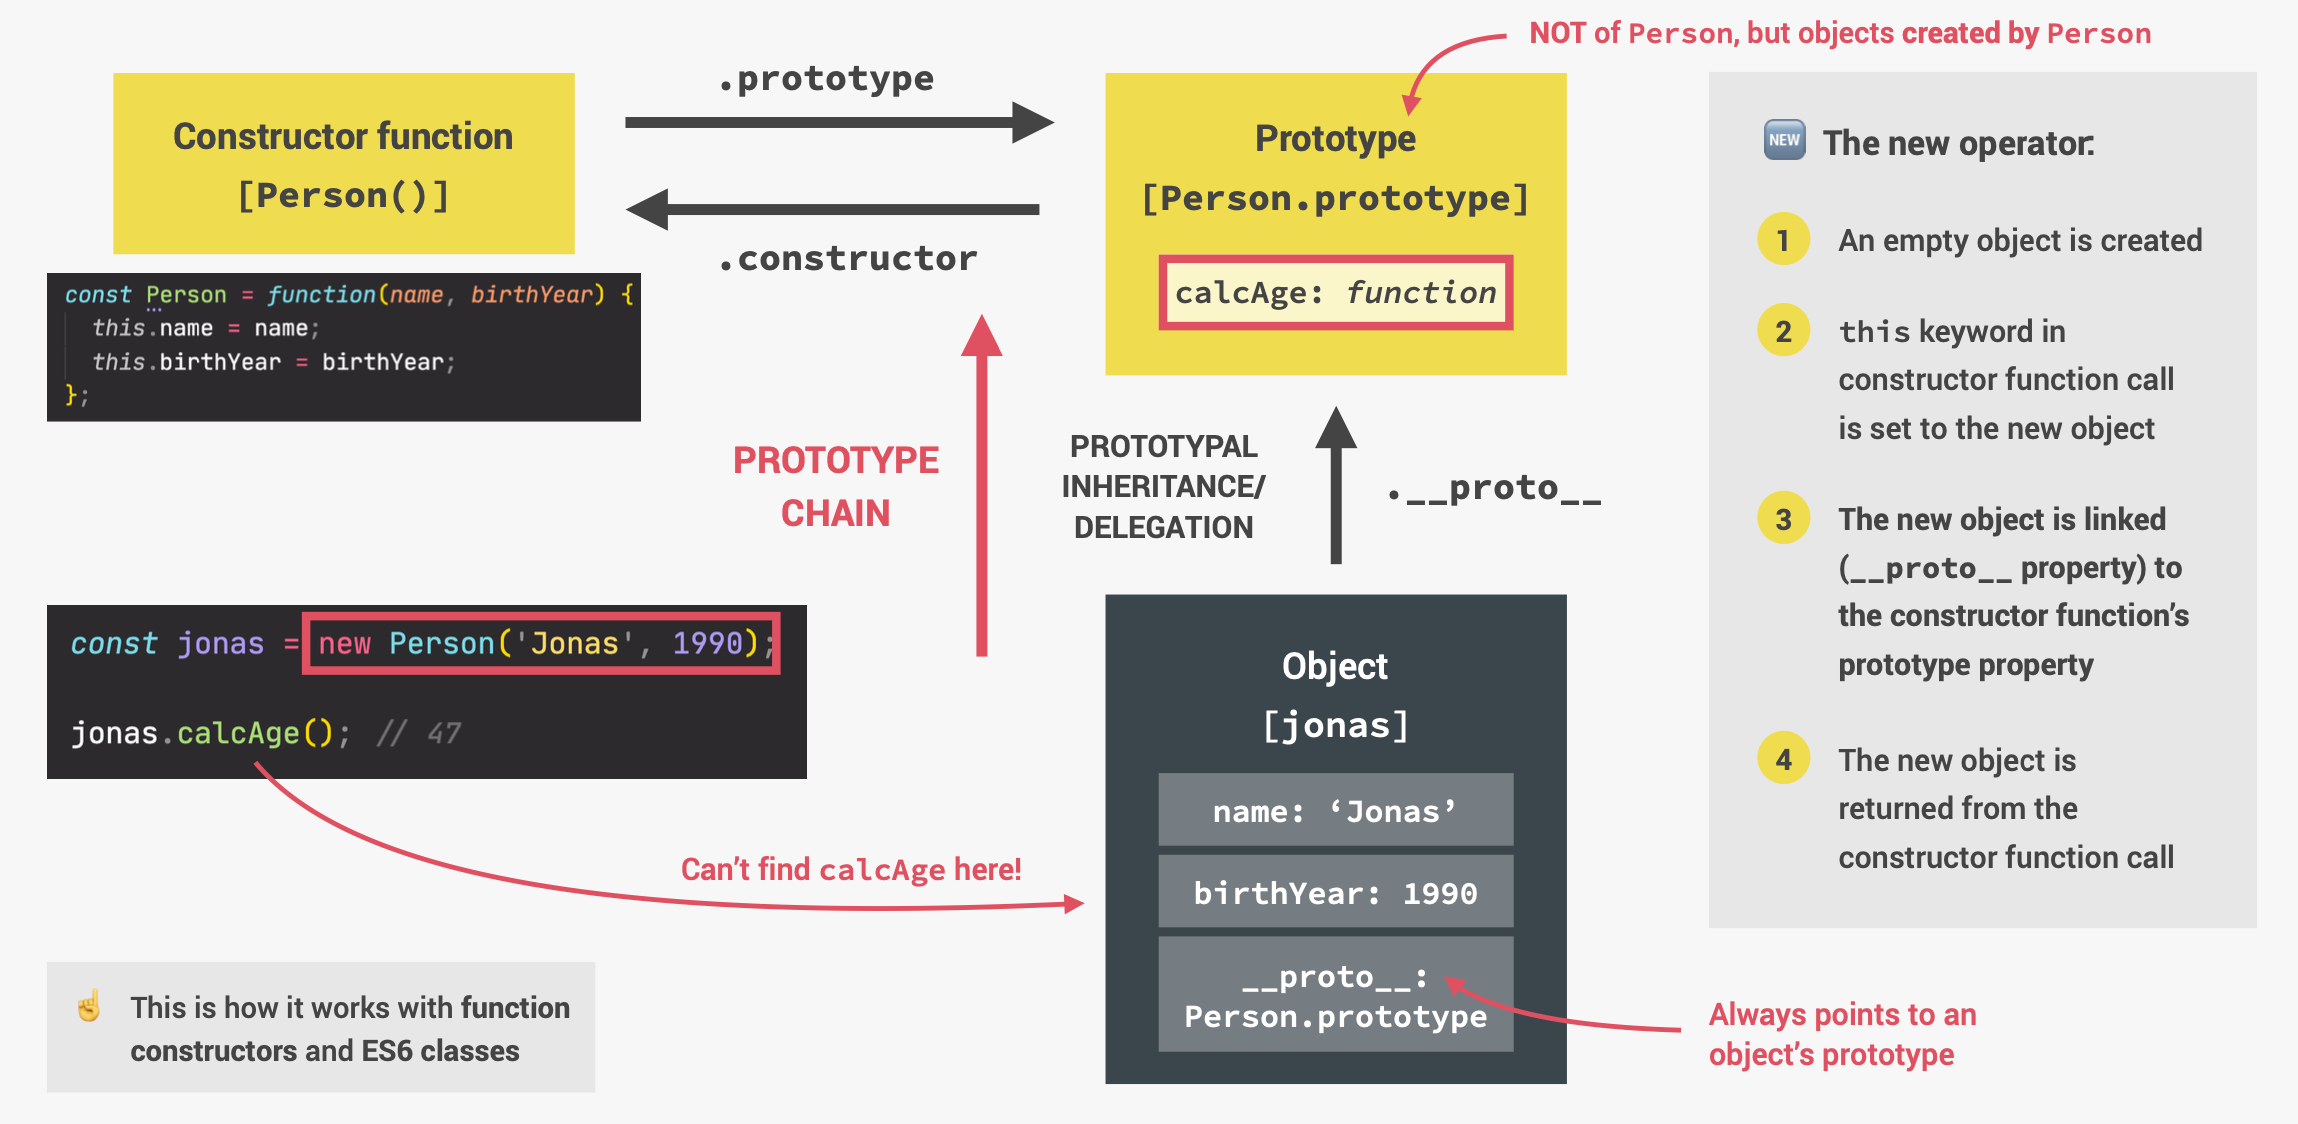 NOT of Person, but objects created by Person
Constructor function
[Person()]
.prototype
.constructor
Prototype
[Person.prototype]
calcAge: function
const Person = function(name, birthYear) {
this.name = name;
this.birthYear = birthYear;
};
PROTOTYPE
CHAIN
PROTOTYPAL
INHERITANCE/
DELEGATION
.__proto__
const jonas = new Person('Jonas', 1990);
jonas.calcAge(); // 47
Can't find calcAge here!
Object
[jonas]
name: ‘Jonas’
birthYear: 1990
__proto__:
Person.prototype
Always points to an
object’s prototype
☝ This is how it works with function
constructors and ES6 classes
NEW The new operator:
1 An empty object is created
2 this keyword in
constructor function call
is set to the new object
3 The new object is linked
(__proto__ property) to
the constructor function’s
prototype property
4 The new object is
returned from the
constructor function call